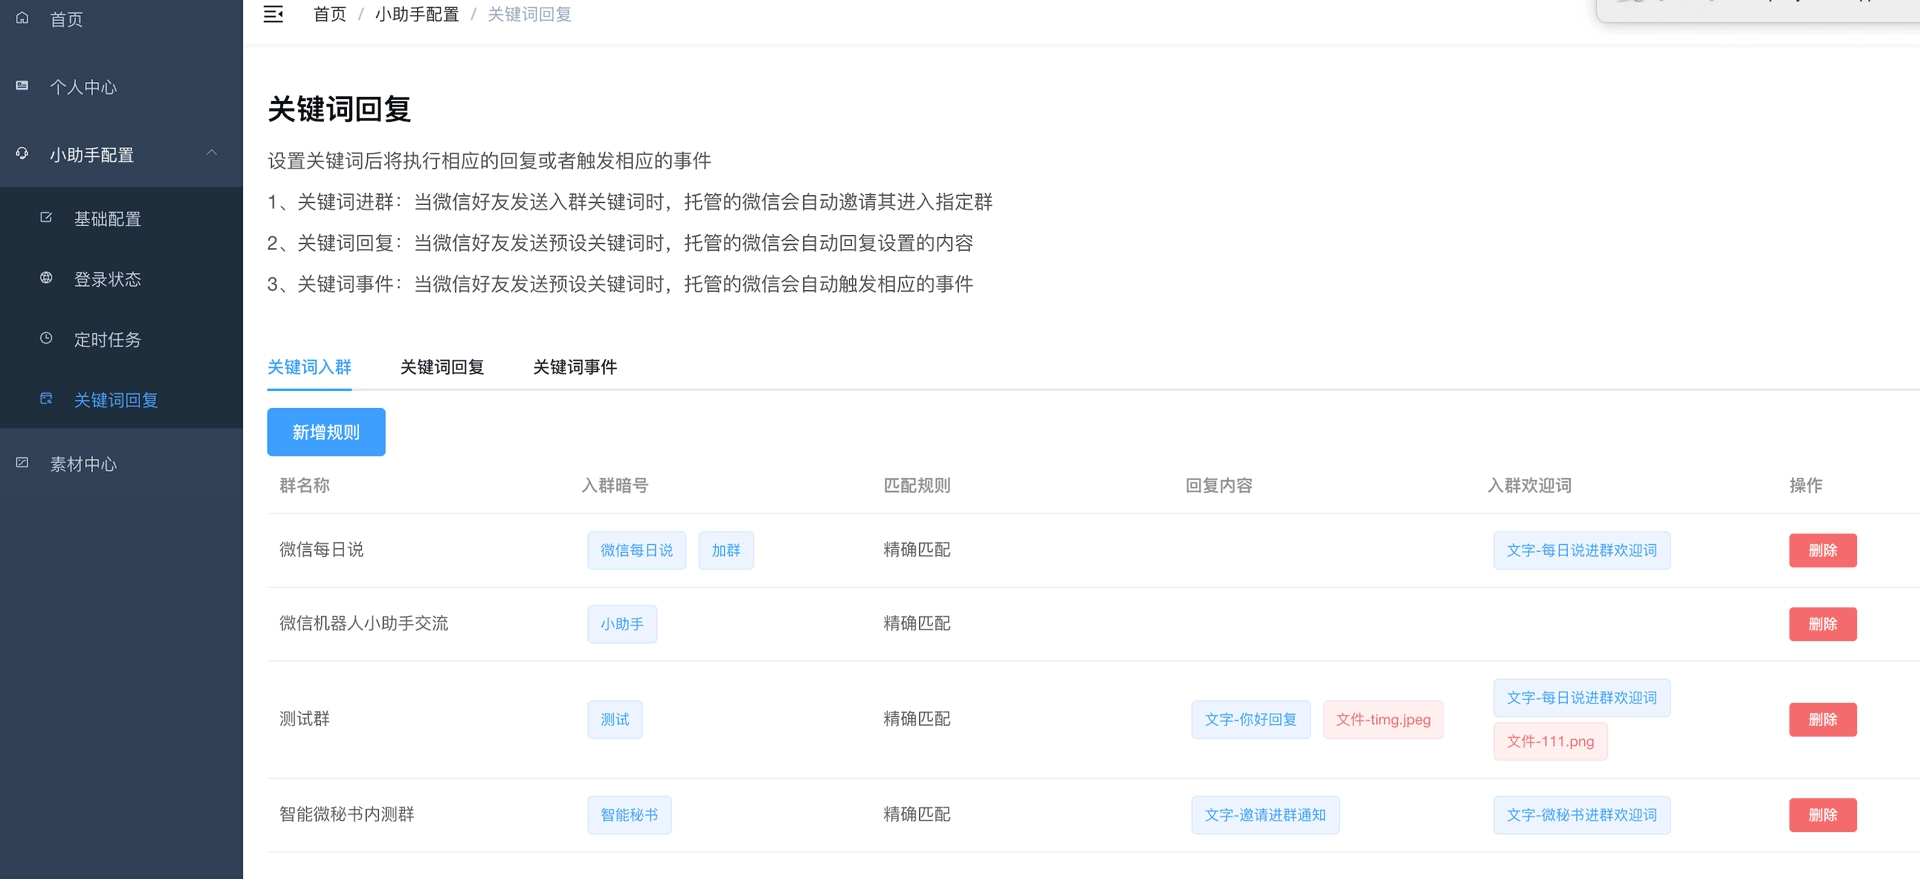 首页
个人中心
小助手配置
基础配置
登录状态
定时任务
关键词回复
素材中心
首页 / 小助手配置 / 关键词回复
关键词回复
设置关键词后将执行相应的回复或者触发相应的事件
1、关键词进群：当微信好友发送入群关键词时，托管的微信会自动邀请其进入指定群
2、关键词回复：当微信好友发送预设关键词时，托管的微信会自动回复设置的内容
3、关键词事件：当微信好友发送预设关键词时，托管的微信会自动触发相应的事件
关键词入群 关键词回复 关键词事件
新增规则
群名称 入群暗号 匹配规则 回复内容 入群欢迎词 操作
微信每日说 微信每日说 加群 精确匹配 文字-每日说进群欢迎词 删除
微信机器人小助手交流 小助手 精确匹配 删除
测试群 测试 精确匹配 文字-你好回复 文件-timg.jpeg 文字-每日说进群欢迎词 删除
文件-111.png
智能微秘书内测群 智能秘书 精确匹配 文字-邀请进群通知 文字-微秘书进群欢迎词 删除